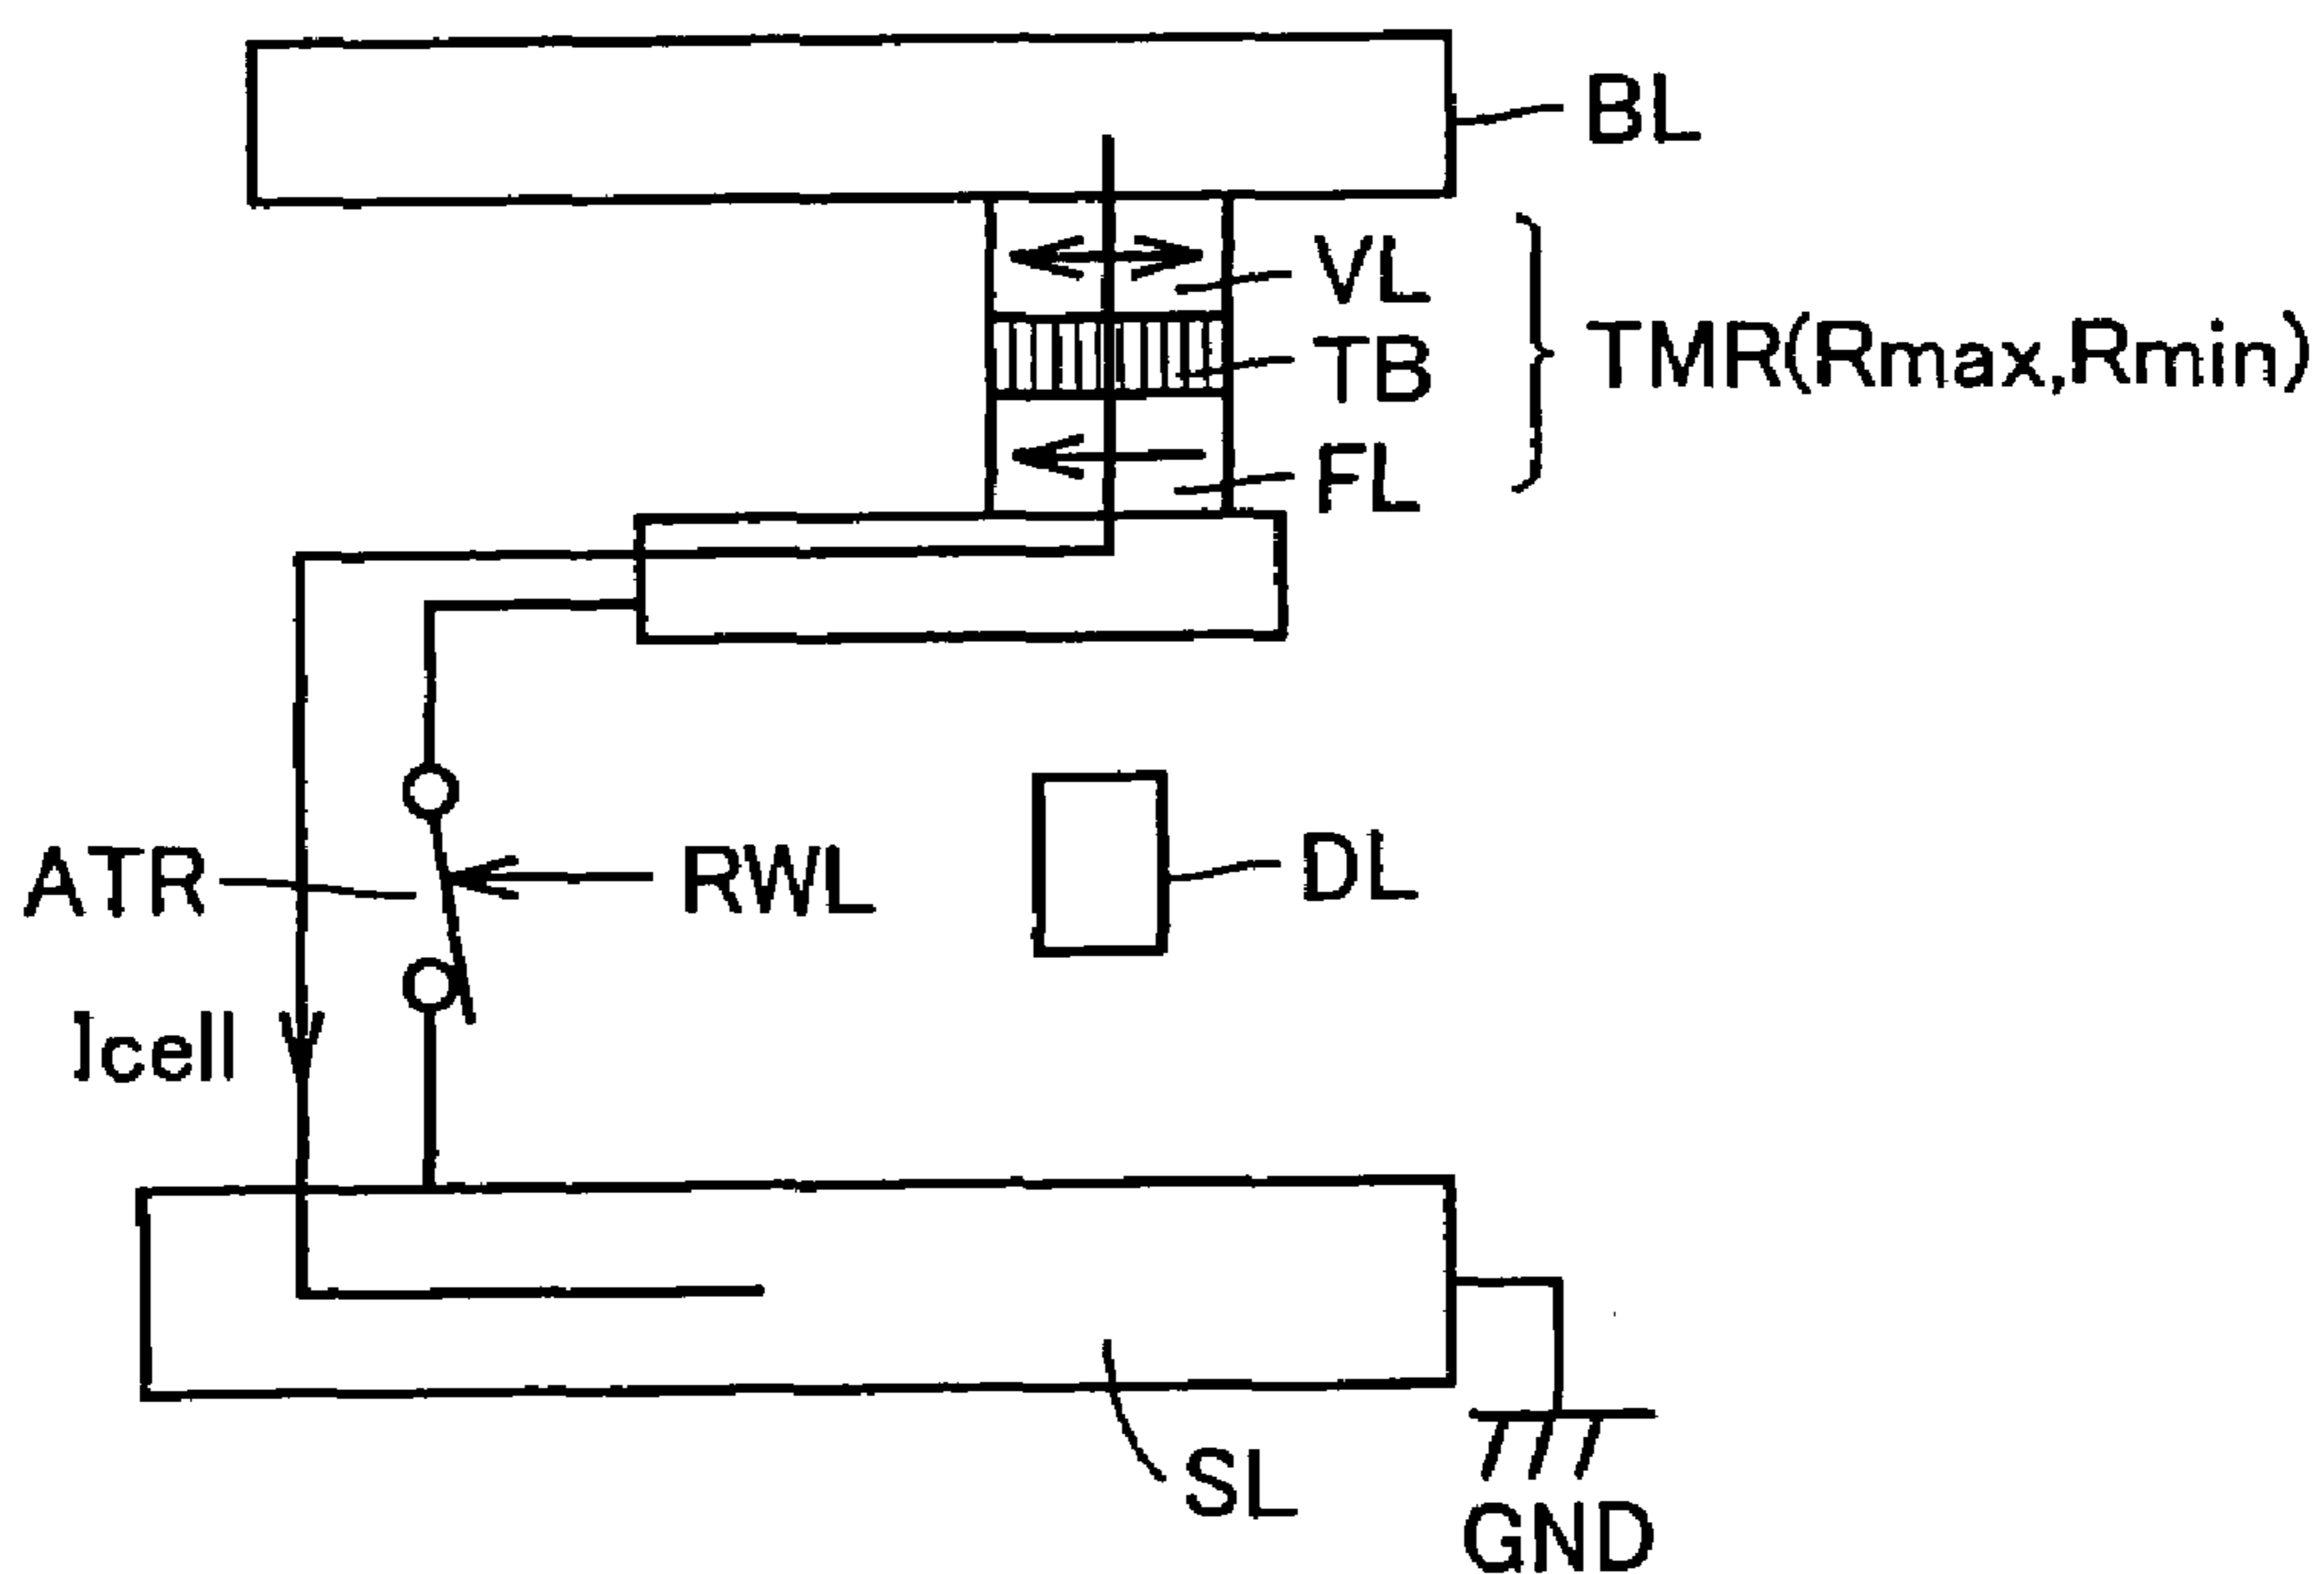 BL
VL
TB
TMR(Rmax,Rmin)
FL
ATR
RWL
DL
Icell
SL
GND